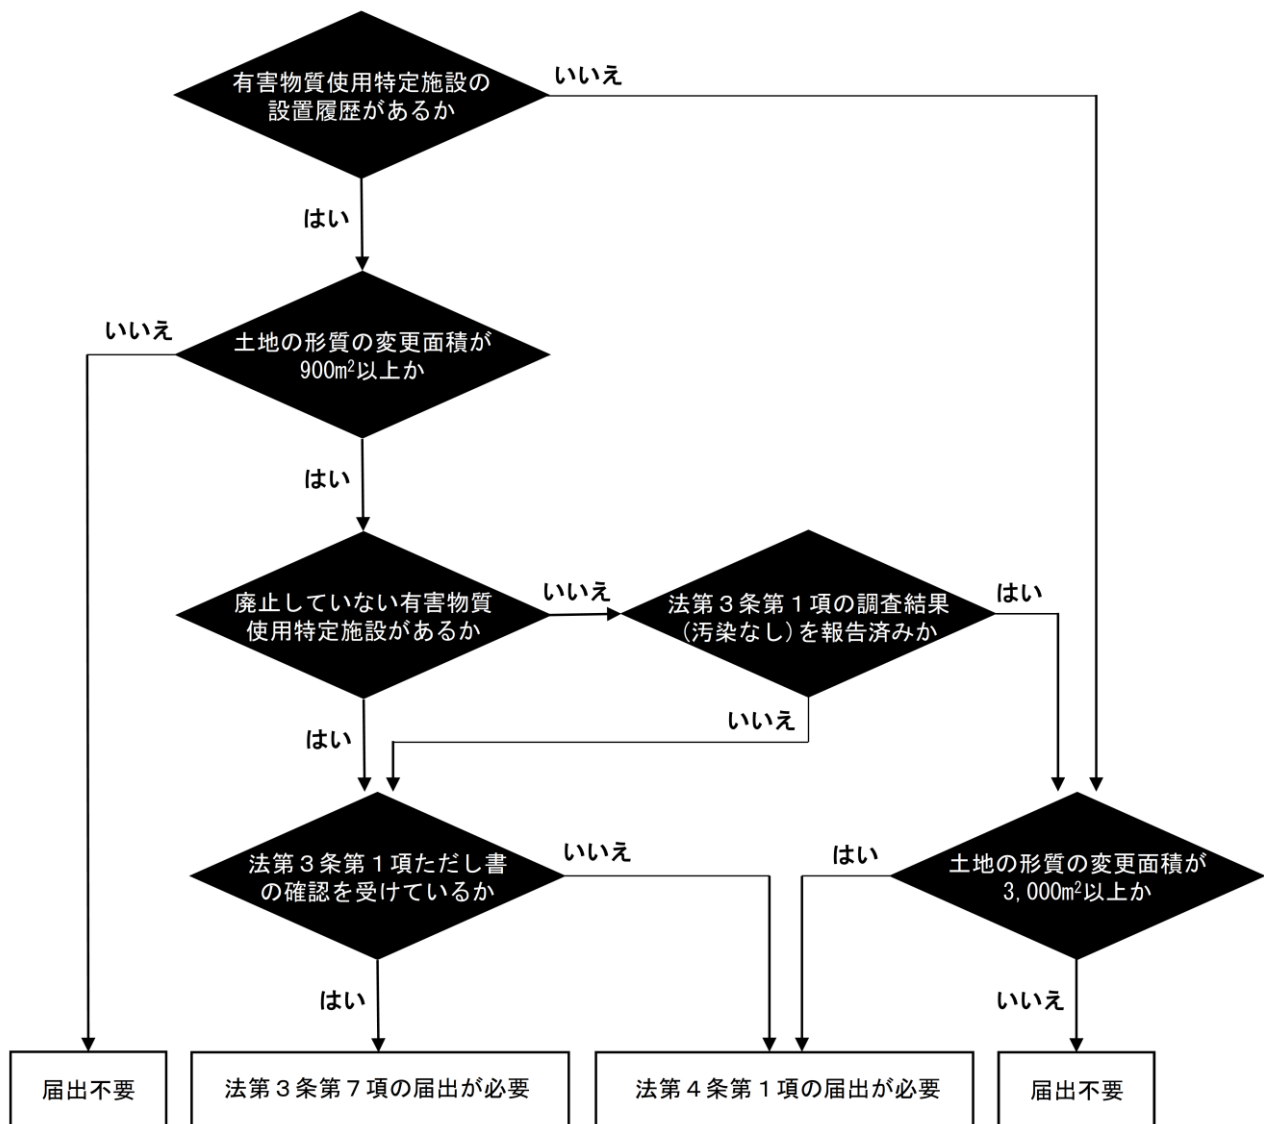 有害物質使用特定施設の
設置履歴があるか
いいえ
はい
いいえ
土地の形質の変更面積が
900m²以上か
はい
廃止していない有害物質
使用特定施設があるか
いいえ
法第３条第１項の調査結果
(汚染なし)を報告済みか
はい
いいえ
はい
法第３条第１項ただし書
の確認を受けているか
いいえ
はい
土地の形質の変更面積が
3,000m²以上か
はい
いいえ
届出不要
法第３条第７項の届出が必要
法第４条第１項の届出が必要
届出不要